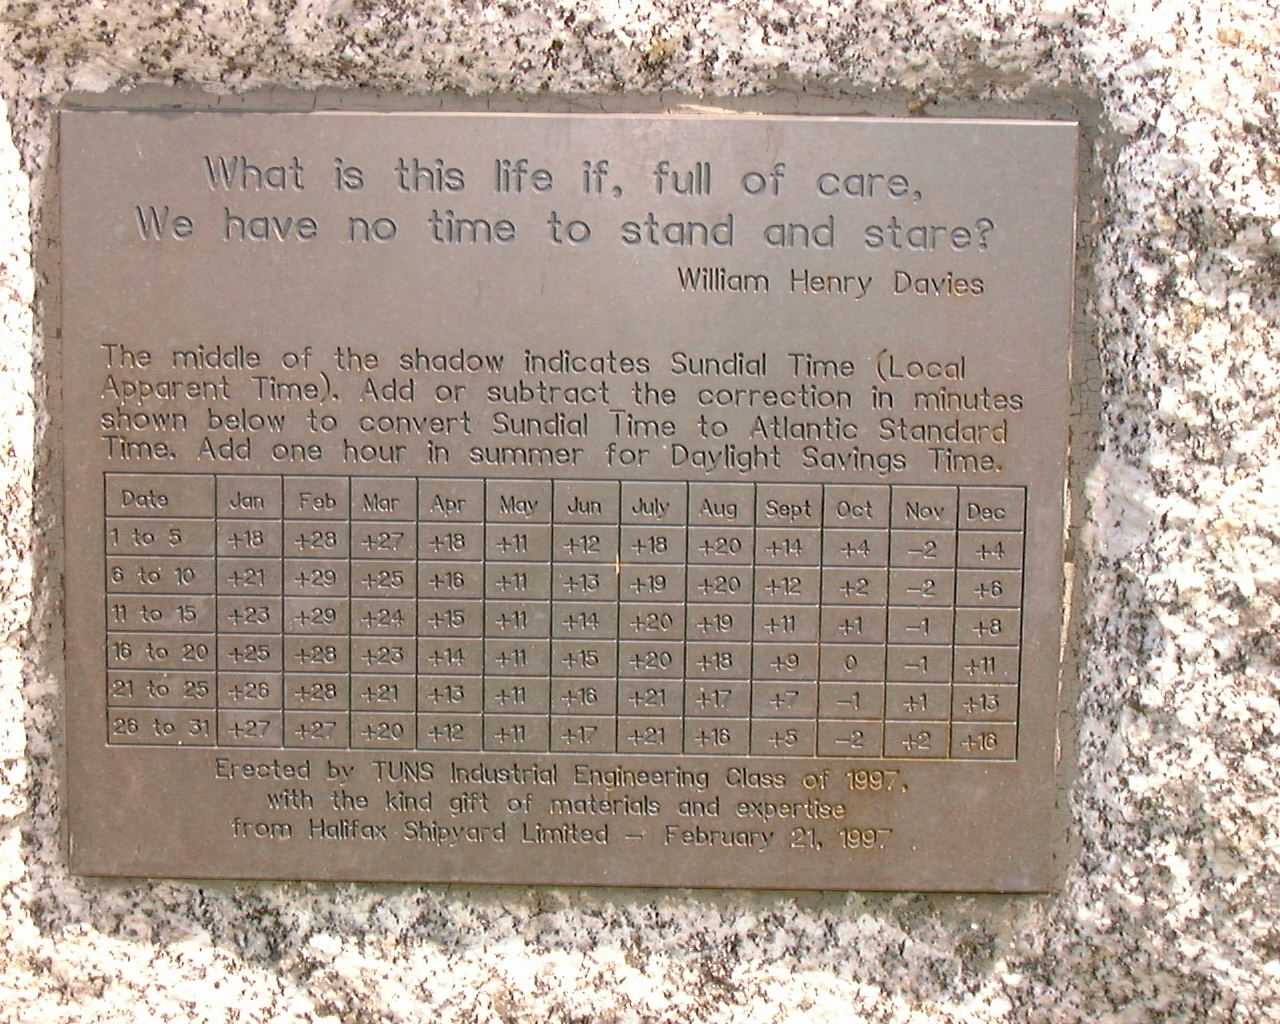 What is this life if, full of care,
We have no time to stand and stare?
William Henry Davies
The middle of the shadow indicates Sundial Time (Local
Apparent Time). Add or subtract the correction in minutes
shown below to convert Sundial Time to Atlantic Standard
Time. Add one hour in summer for Daylight Savings Time.
Date Jan Feb Mar Apr May Jun July Aug Sept Oct Nov Dec
1 to 5 +18 +28 +27 +18 +11 +12 +18 +20 +14 +4 -2 +4
6 to 10 +21 +29 +25 +16 +11 +13 +19 +20 +12 +2 -2 +6
11 to 15 +23 +29 +24 +15 +11 +14 +20 +19 +11 +1 -1 +8
16 to 20 +25 +28 +23 +14 +11 +15 +20 +18 +9 0 -1 +11
21 to 25 +26 +28 +21 +13 +11 +16 +21 +17 +7 -1 +1 +13
26 to 31 +27 +27 +20 +12 +11 +17 +21 +16 +5 -2 +2 +16
Erected by TUNS Industrial Engineering Class of 1997,
with the kind gift of materials and expertise
from Halifax Shipyard Limited - February 21, 1997